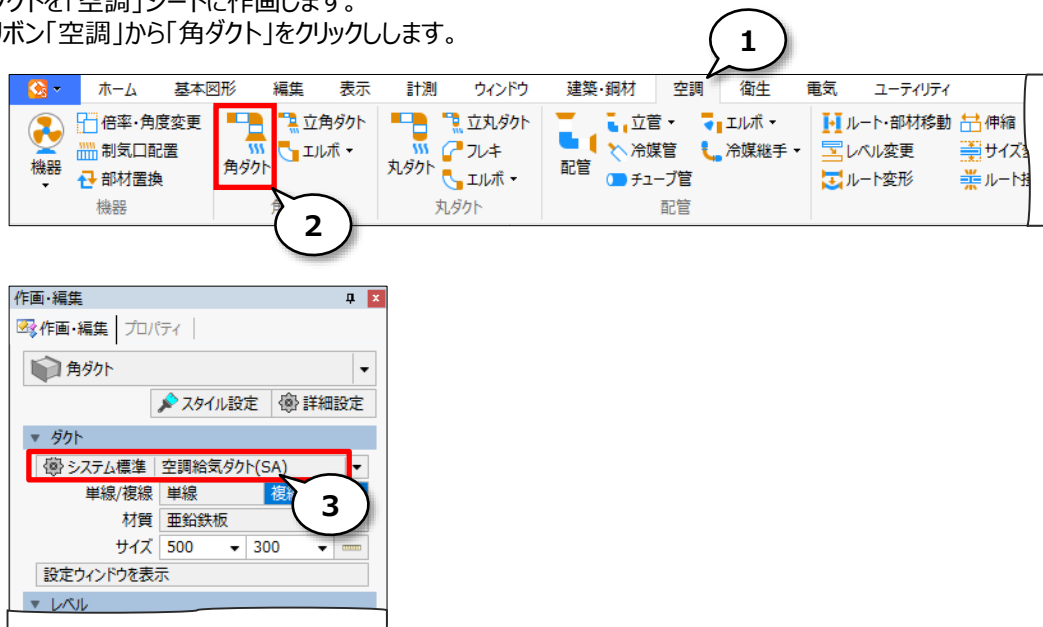 クトを「空調」シートに作画します。
ボン「空調」から「角ダクト」をクリックしします。
1
ホーム 基本図形 編集 表示 計測 ウィンドウ 建築・鋼材 空調 衛生 電気 ユーティリティ
倍率・角度変更 立角ダクト 立丸ダクト 立管 エルボ ルート・部材移動 伸縮
機器 制気口配置 角ダクト エルボ 丸ダクト フレキ 配管 冷媒管 冷媒継手 レベル変更 サイズ
部材置換 エルボ チューブ管 ルート変形 ルート
機器 丸ダクト 配管
2
作画・編集
作画・編集 プロパティ
角ダクト
スタイル設定 詳細設定
ダクト
システム標準 空調給気ダクト(SA)
単線/複線 単線
3
材質 亜鉛鉄板
サイズ 500 300
設定ウィンドウを表示
レベル